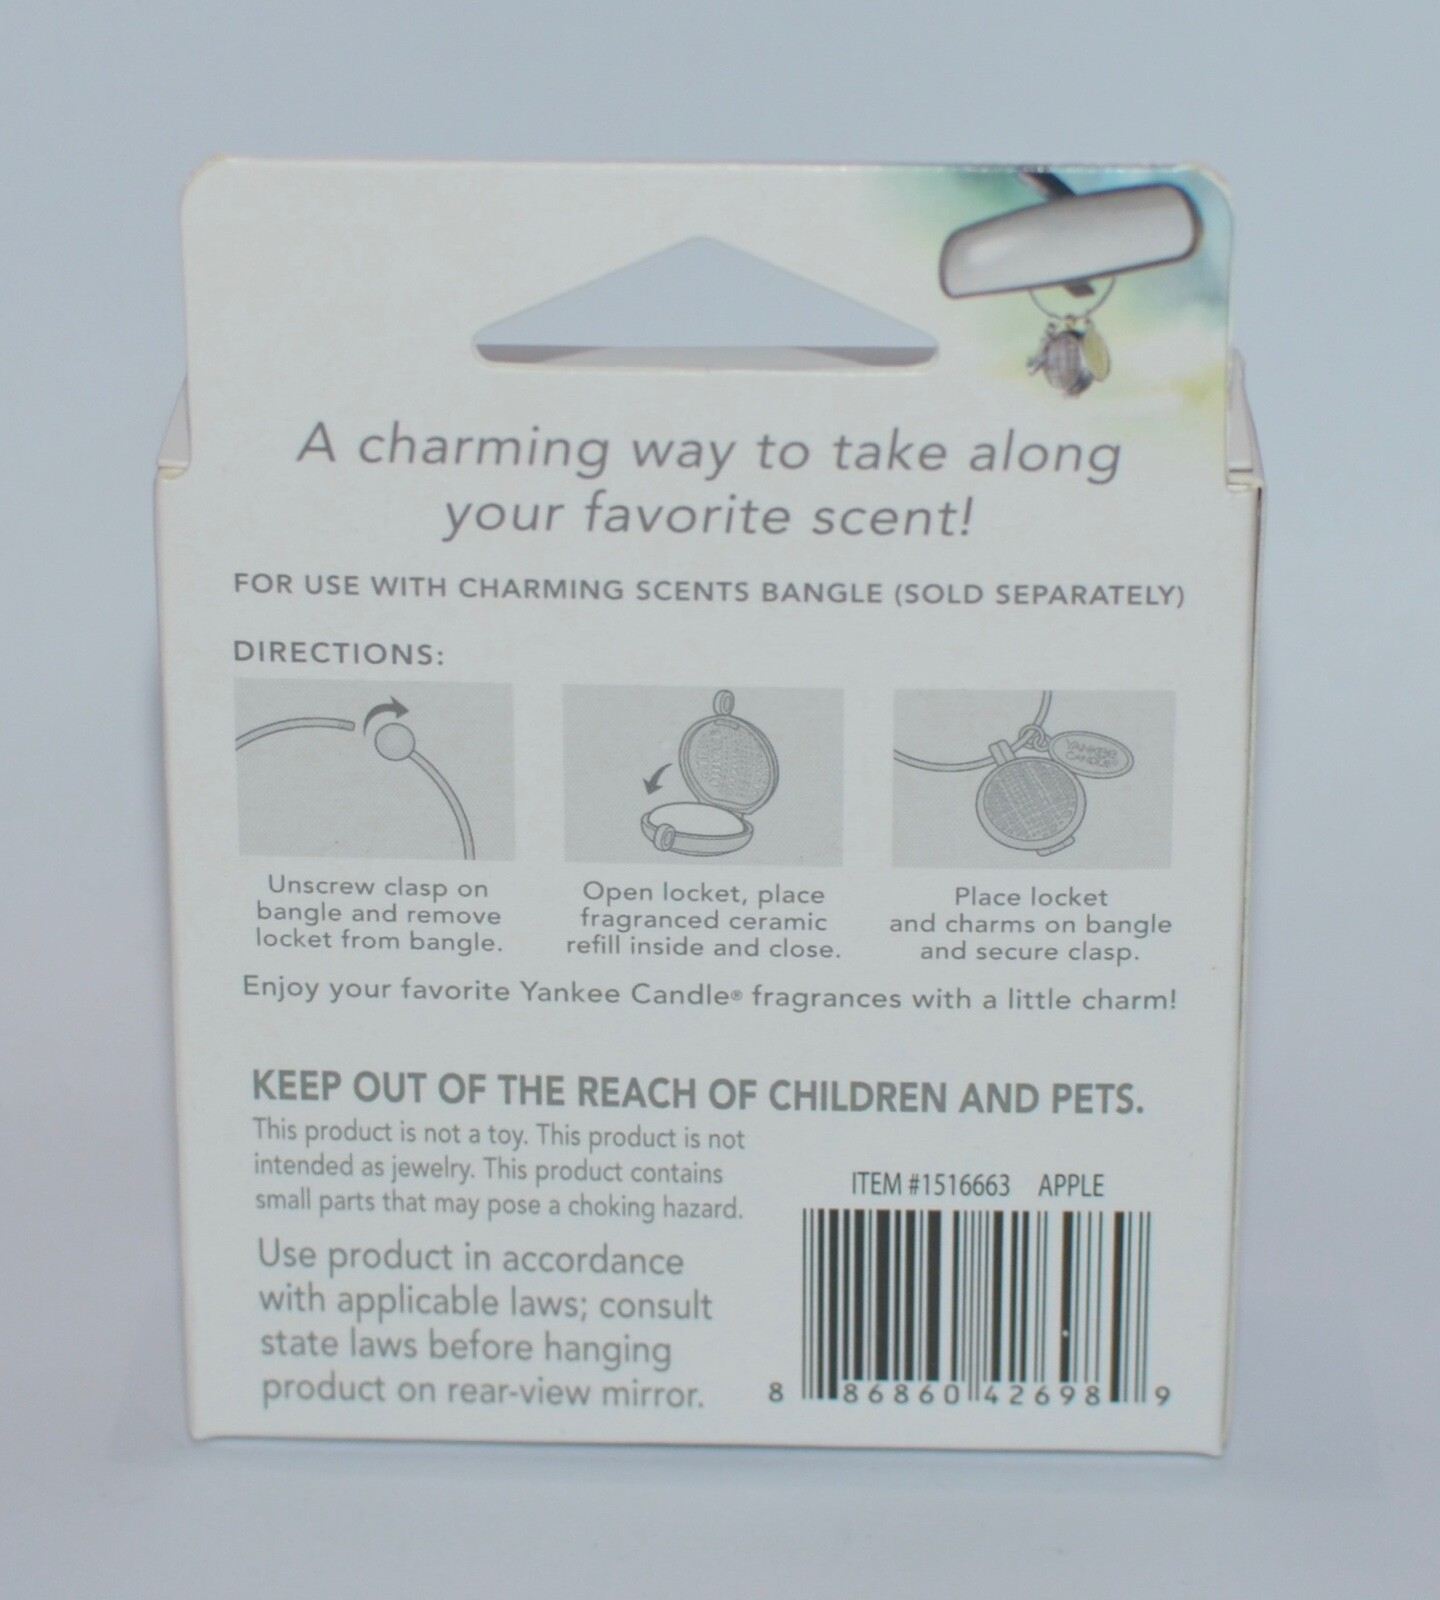 A charming way to take along
your favorite scent!
FOR USE WITH CHARMING SCENTS BANGLE (SOLD SEPARATELY)
DIRECTIONS:
YANKEE
CANDLE
Unscrew clasp on
bangle and remove
locket from bangle.
Open locket, place
fragranced ceramic
refill inside and close.
Place locket
and charms on bangle
and secure clasp.
Enjoy your favorite Yankee Candle® fragrances with a little charm!
KEEP OUT OF THE REACH OF CHILDREN AND PETS.
This product is not a toy. This product is not
intended as jewelry. This product contains
small parts that may pose a choking hazard.
Use product in accordance
with applicable laws; consult
state laws before hanging
product on rear-view mirror.
ITEM #1516663 APPLE
8 86860 42698 9